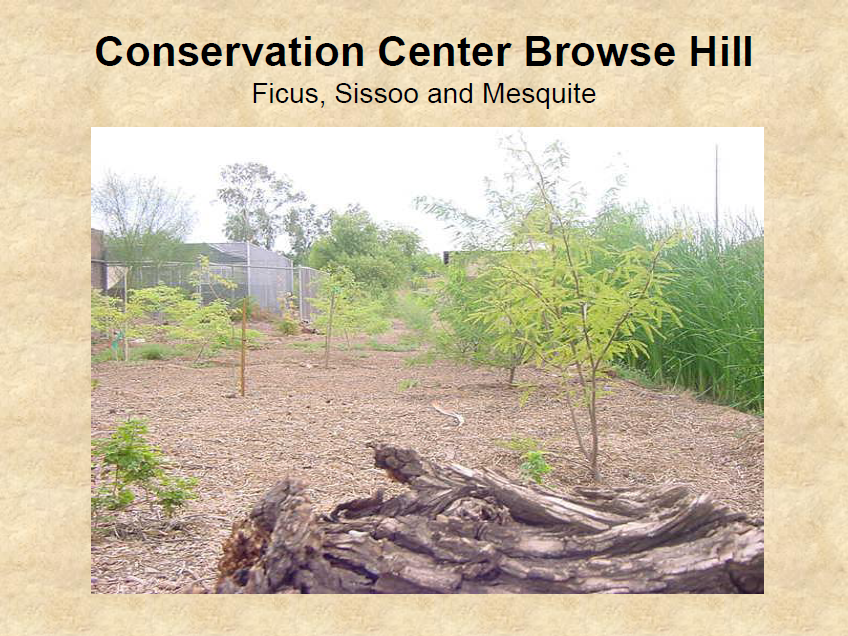 Conservation Center Browse Hill
Ficus, Sissoo and Mesquite